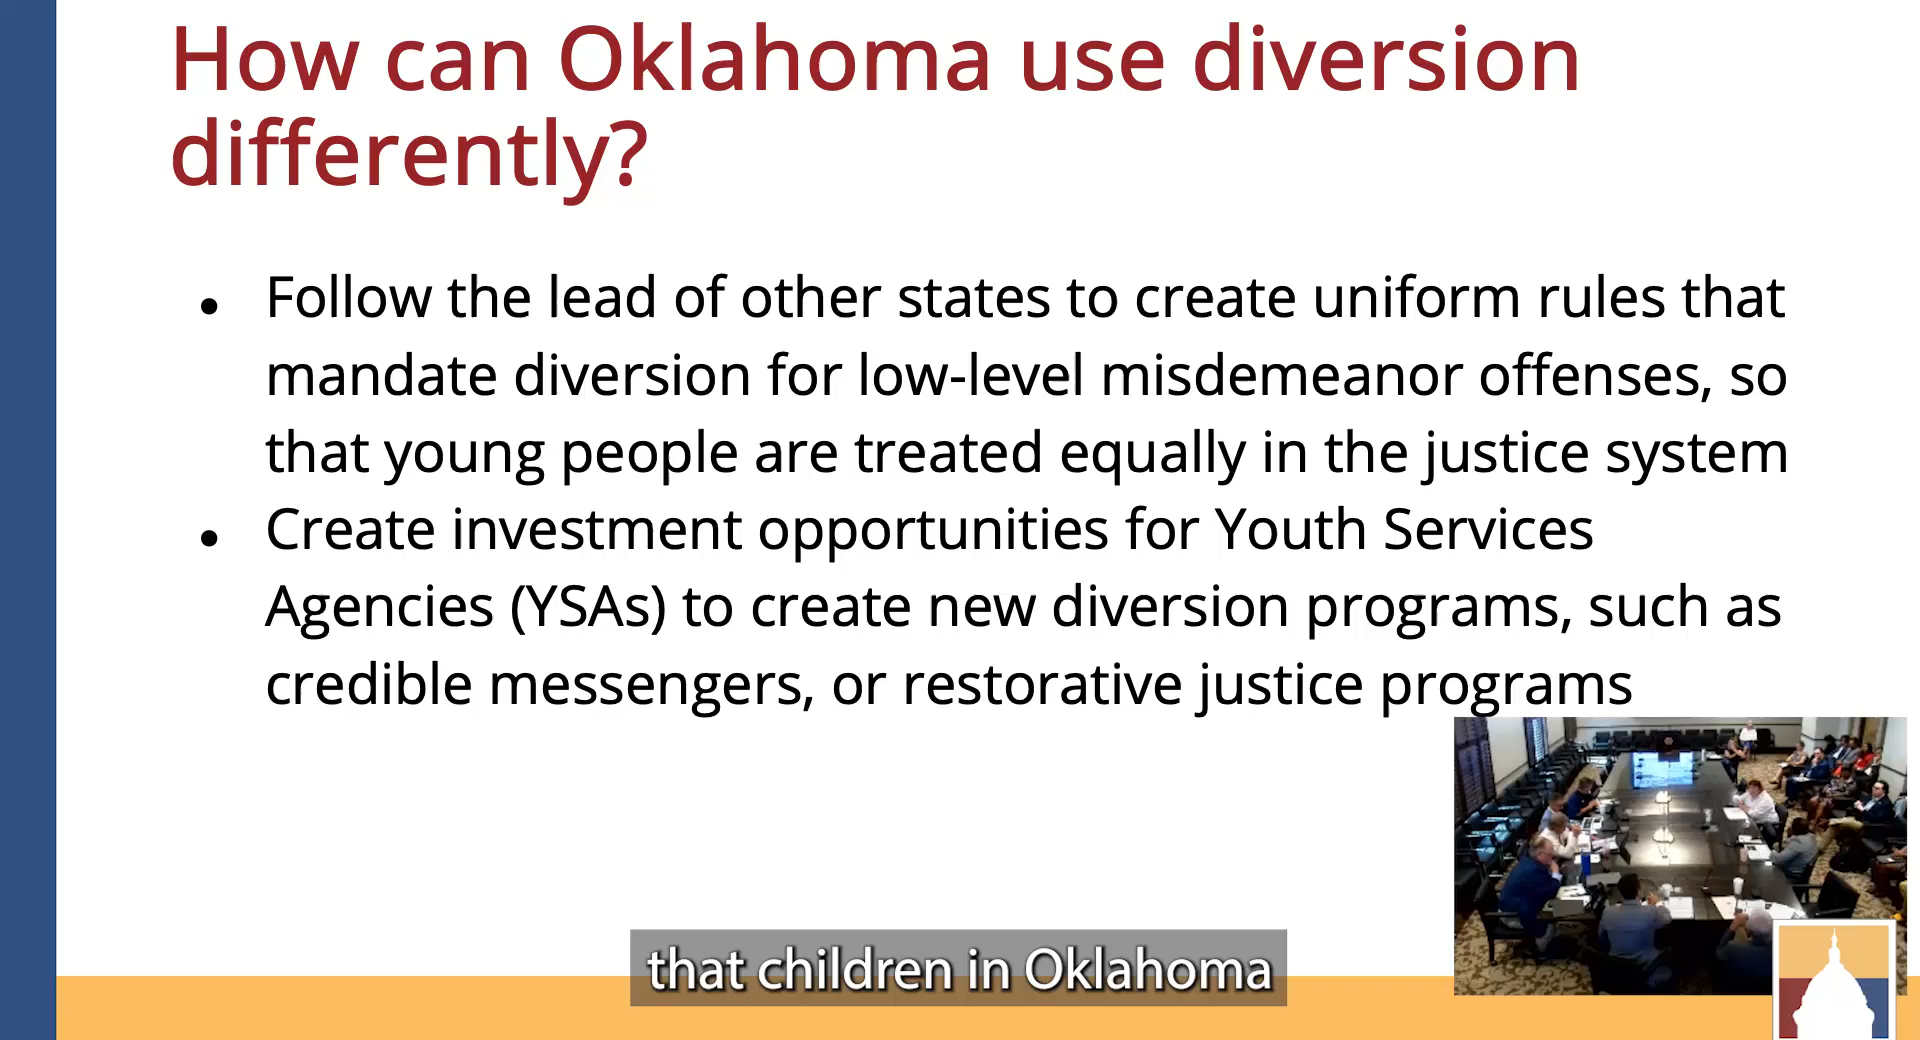 How can Oklahoma use diversion
differently?
• Follow the lead of other states to create uniform rules that
mandate diversion for low-level misdemeanor offenses, so
that young people are treated equally in the justice system
• Create investment opportunities for Youth Services
Agencies (YSAs) to create new diversion programs, such as
credible messengers, or restorative justice programs
that children in Oklahoma